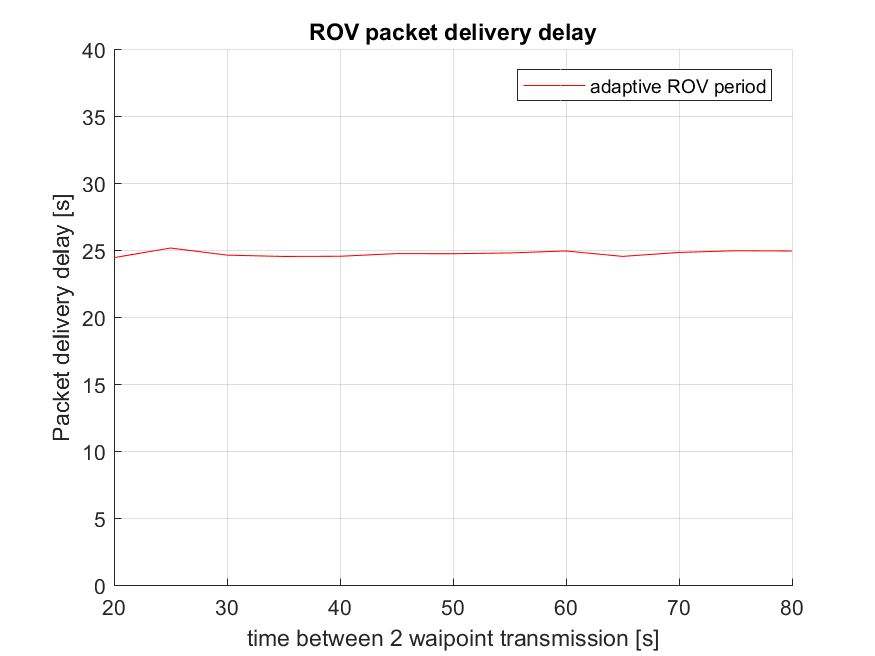 ROV packet delivery delay
adaptive ROV period
Packet delivery delay [s]
40
35
30
25
20
15
10
5
0
20 30 40 50 60 70 80
time between 2 waipoint transmission [s]